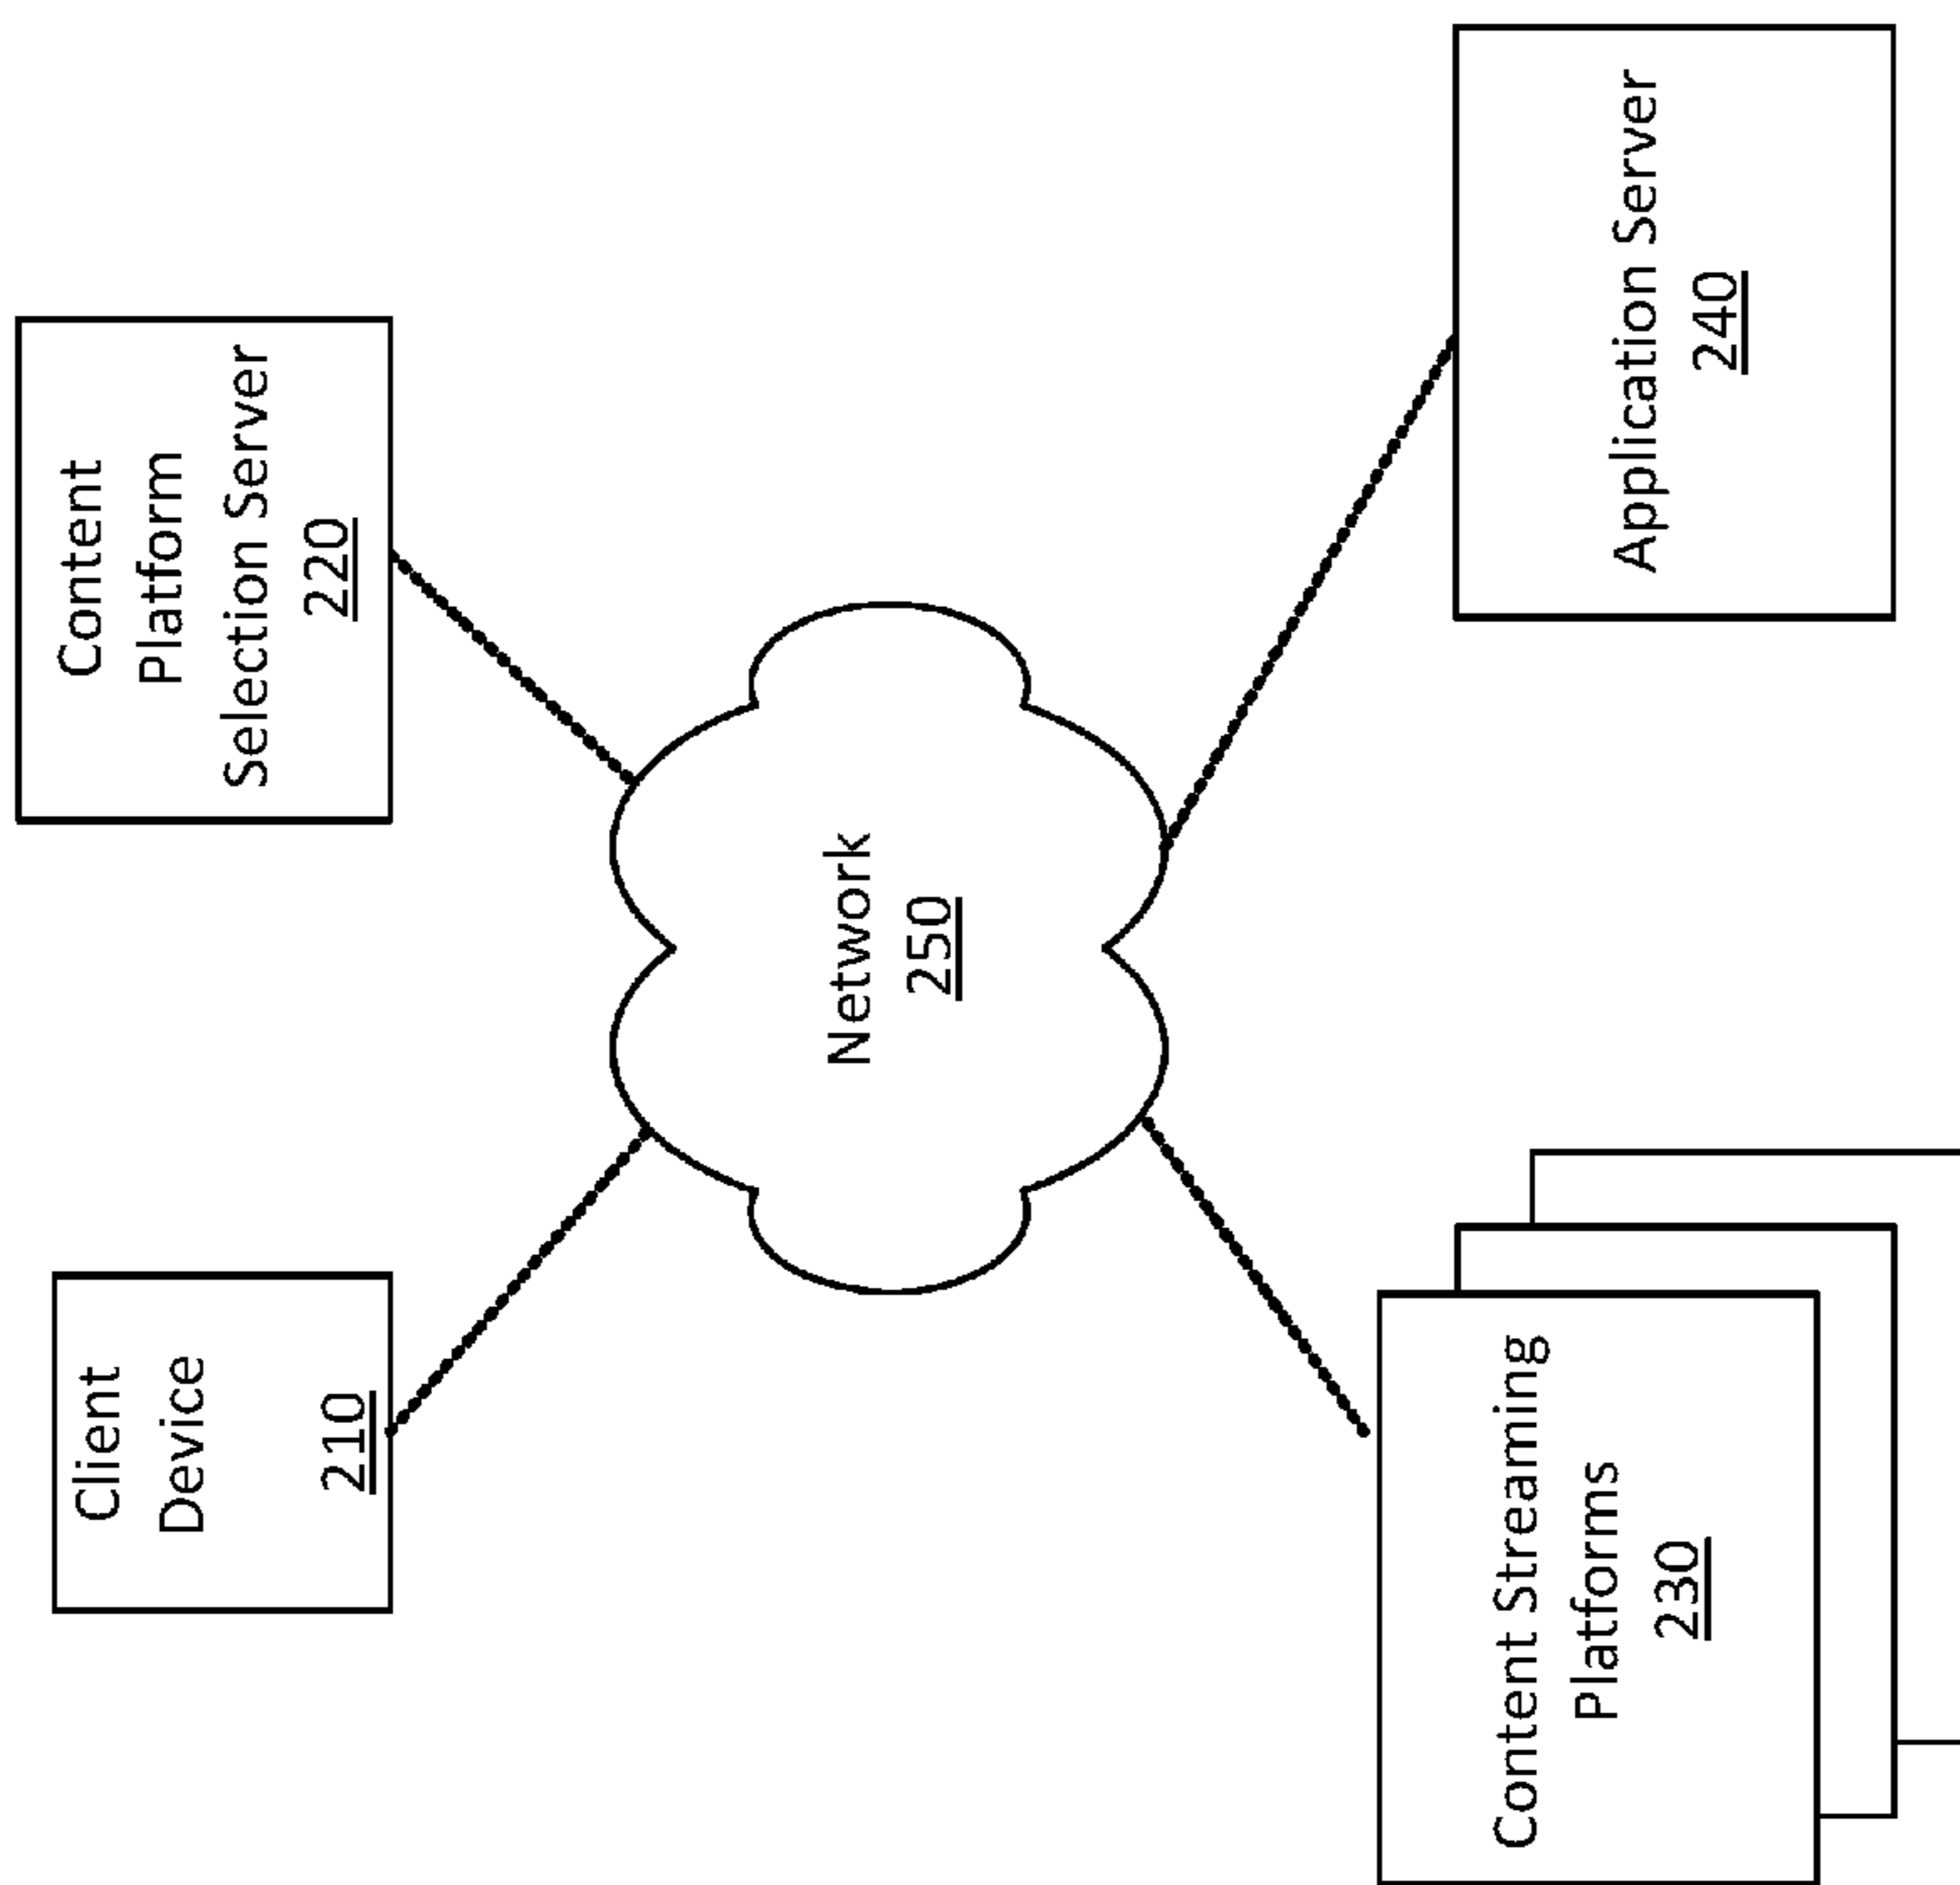 Client
Device
210
Content
Platform
Selection Server
220
Network
250
Content Streaming
Platforms
230
Application Server
240